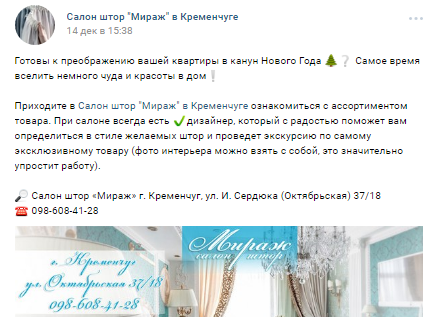 Салон штор "Мираж" в Кременчуге
14 дек в 15:38
Готовы к преображению вашей квартиры в канун Нового Года 🎄❔ Самое время
вселить немного чуда и красоты в дом❕
Приходите в Салон штор "Мираж" в Кременчуге ознакомиться с ассортиментом
товара. При салоне всегда есть ✔дизайнер, который с радостью поможет вам
определиться в стиле желаемых штор и проведет экскурсию по самому
эксклюзивному товару (фото интерьера можно взять с собой, это значительно
упростит работу).
🔎 Салон штор «Мираж» г. Кременчуг, ул. И. Сердюка (Октябрьская) 37/18
☎ 098-608-41-28
Мираж
салон штор
г. Кременчуг
ул. Октябрьская 37/18
098-608-41-28